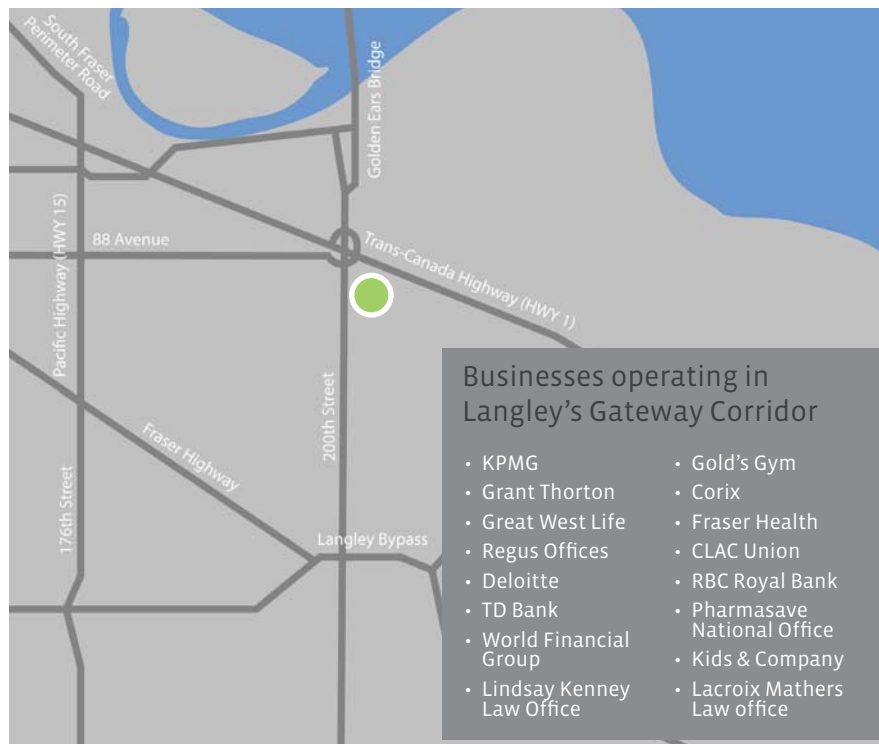 South Fraser
Perimeter Road
Golden Ears Bridge
Pacific Highway (HWY 15)
88 Avenue
Trans-Canada Highway (HWY 1)
200th Street
Fraser Highway
176th Street
Langley Bypass
Businesses operating in
Langley's Gateway Corridor
• KPMG
• Grant Thorton
• Great West Life
• Regus Offices
• Deloitte
• TD Bank
• World Financial
Group
• Lindsay Kenney
Law Office
• Gold's Gym
• Corix
• Fraser Health
• CLAC Union
• RBC Royal Bank
• Pharmasave
National Office
• Kids & Company
• Lacroix Mathers
Law office